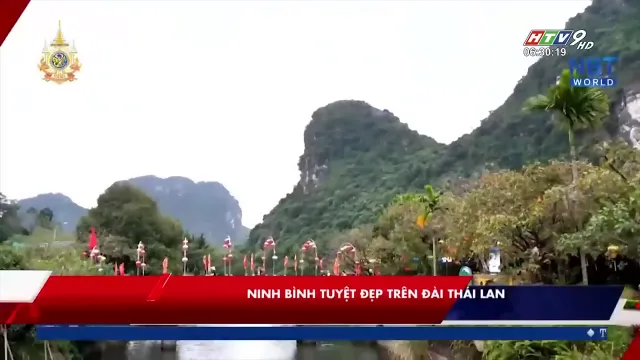 HTV9 HD
06:30:19
NBT
WORLD
NINH BÌNH TUYỆT ĐẸP TRÊN ĐÀI THÁI LAN
T